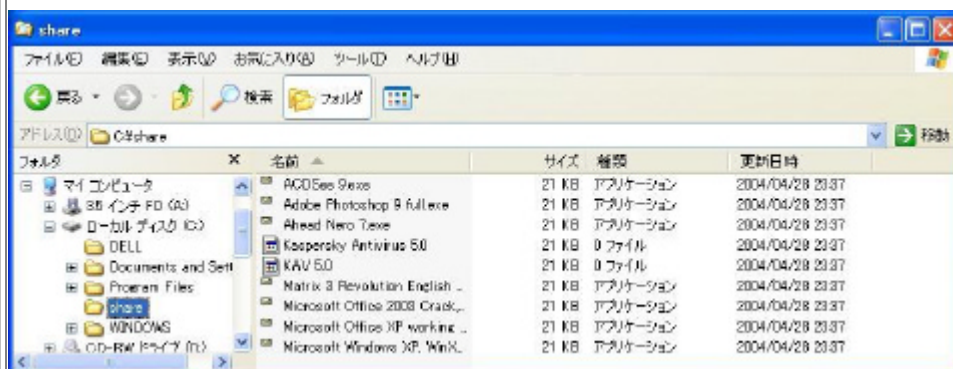 share
ファイル(F) 編集(E) 表示(V) お気に入り(A) ツール(T) ヘルプ(H)
戻る 検索 フォルダ
アドレス(D) C:¥share 移動
フォルダ × 名前 サイズ 種類 更新日時
マイ コンピュータ ACDSee 9.exe 21 KB アプリケーション 2004/04/28 23:37
3.5 インチ FD (A:) Adobe Photoshop 9 full.exe 21 KB アプリケーション 2004/04/28 23:37
ローカル ディスク (C:) Ahead Nero 7.exe 21 KB アプリケーション 2004/04/28 23:37
DELL Kaspersky Antivirus 5.0 21 KB 0 ファイル 2004/04/28 23:37
Documents and Sett KAV 5.0 21 KB 0 ファイル 2004/04/28 23:37
Program Files Matrix 3 Revolution English ... 21 KB アプリケーション 2004/04/28 23:37
share Microsoft Office 2003 Crack,... 21 KB アプリケーション 2004/04/28 23:37
WINDOWS Microsoft Office XP working ... 21 KB アプリケーション 2004/04/28 23:37
CD-RW ドライブ (D:) Microsoft Windows XP, WinX... 21 KB アプリケーション 2004/04/28 23:37